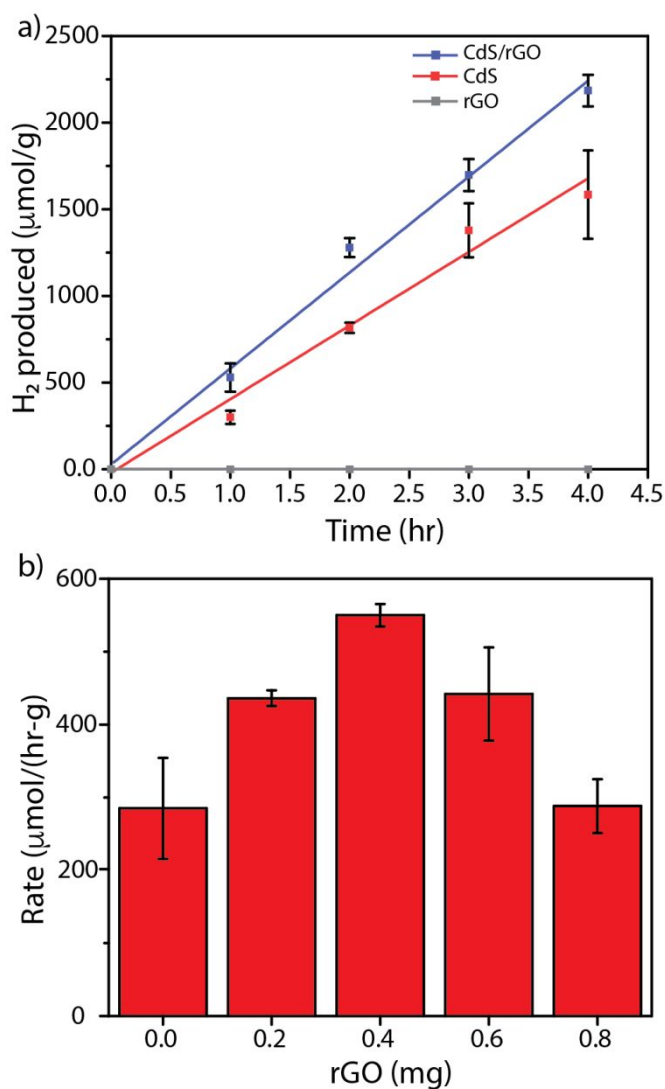 a)
2500
2000
1500
1000
500
0.0
H₂ produced (μmol/g)
CdS/rGO
CdS
rGO
0.0 0.5 1.0 1.5 2.0 2.5 3.0 3.5 4.0 4.5
Time (hr)
b)
600
400
200
0
Rate (μmol/(hr-g)
0.0 0.2 0.4 0.6 0.8
rGO (mg)